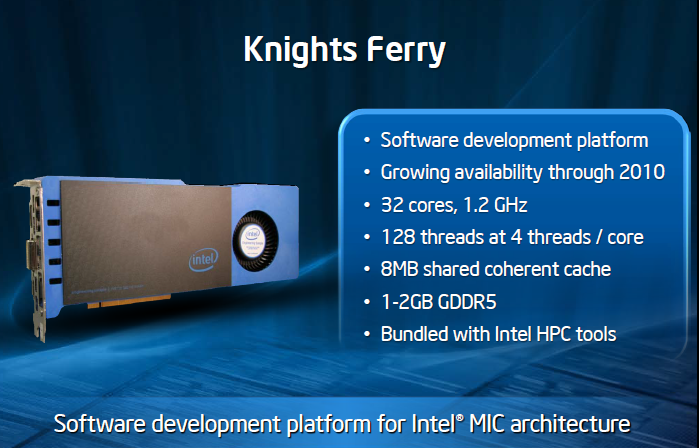 Knights Ferry
• Software development platform
• Growing availability through 2010
• 32 cores, 1.2 GHz
• 128 threads at 4 threads / core
• 8MB shared coherent cache
• 1-2GB GDDR5
• Bundled with Intel HPC tools
intel
intel
Software development platform for Intel® MIC architecture